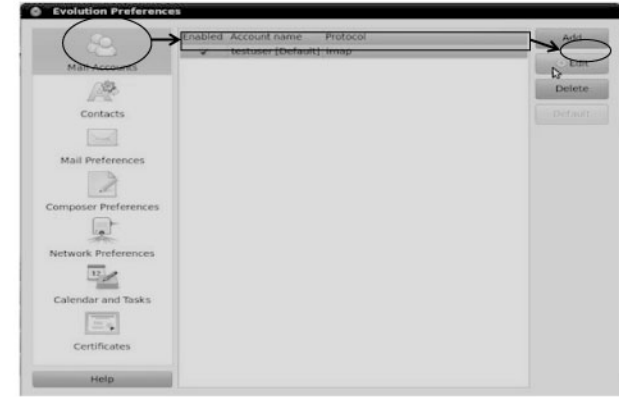 Evolution Preferences
Enabled Account name Protocol
testuser [Default] imap
Mail Accounts
Contacts
Mail Preferences
Composer Preferences
Network Preferences
12
Calendar and Tasks
Certificates
Help
Add
Edit
Delete
Default